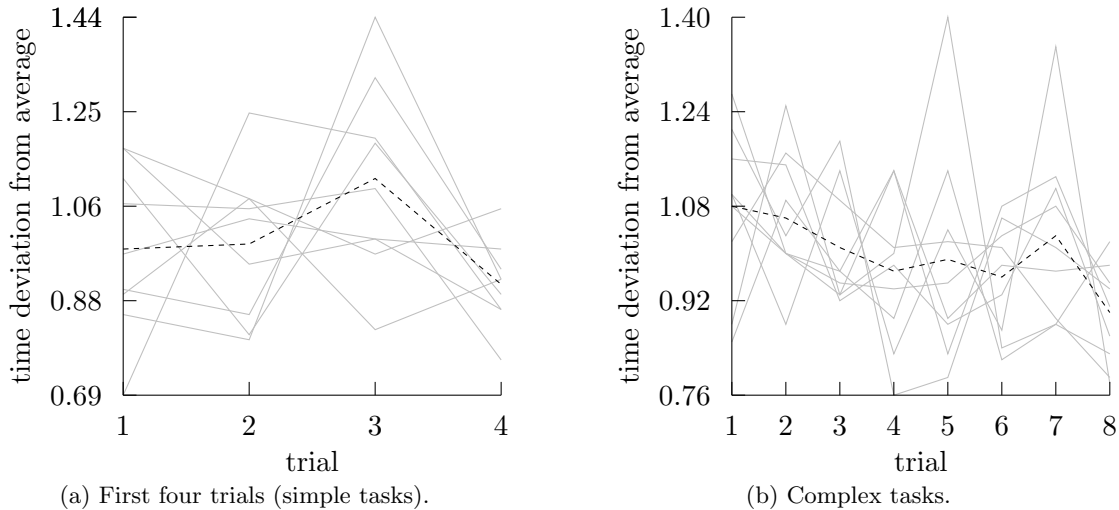 time deviation from average
1.44
1.25
1.06
0.88
0.69
1 2 3 4
trial
(a) First four trials (simple tasks).
time deviation from average
1.40
1.24
1.08
0.92
0.76
1 2 3 4 5 6 7 8
trial
(b) Complex tasks.